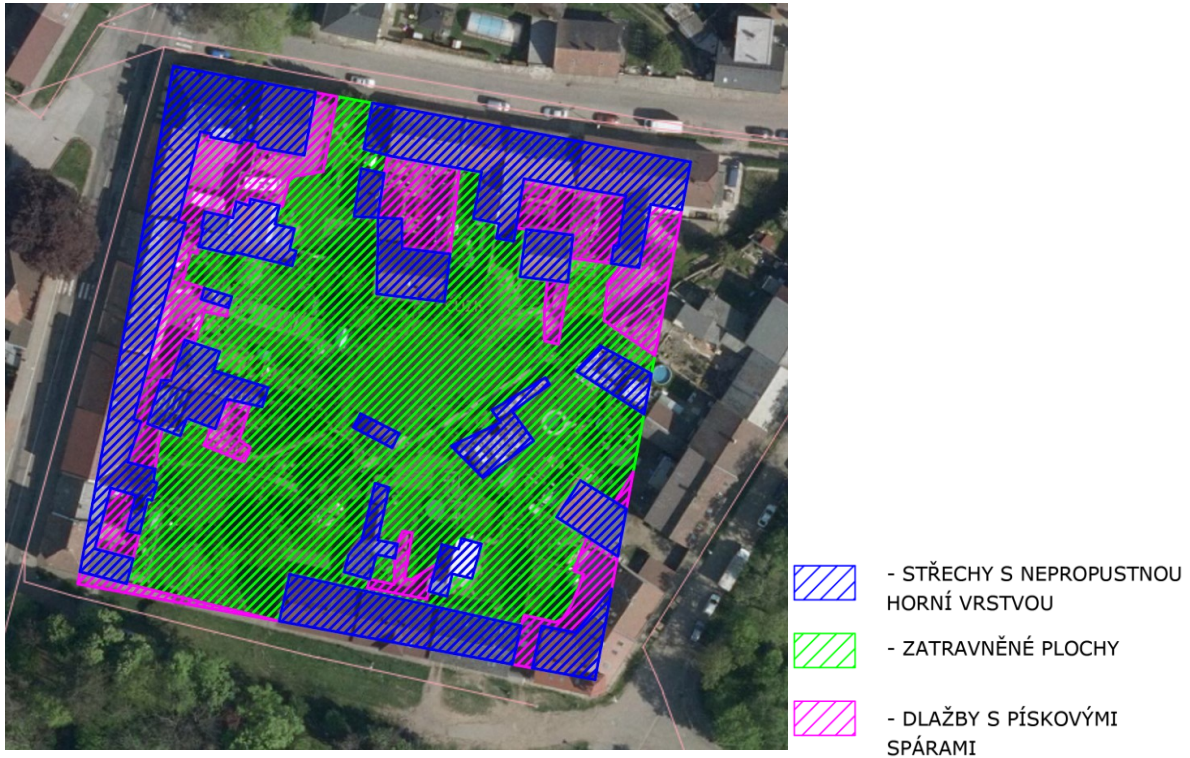 - STŘECHY S NEPROPUSTNOU
HORNÍ VRSTVOU
- ZATRAVNĚNÉ PLOCHY
- DLAŽBY S PÍSKOVÝMI
SPÁRAMI